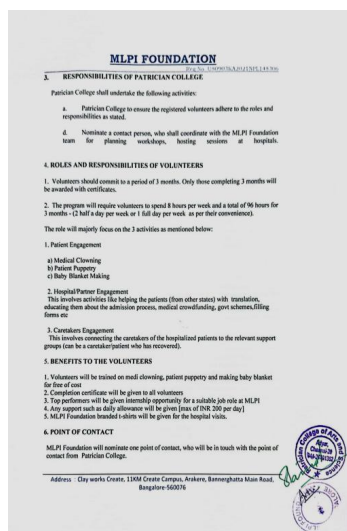 MLPI FOUNDATION
3. RESPONSIBILITIES OF PATRICIAN COLLEGE
Patrician College shall undertake the following activities:
a. Patrician College to ensure the registered volunteers adhere to the roles and
responsibilities as stated.
d. Nominate a contact person, who shall coordinate with the MLPI Foundation
team for planning workshops, hosting sessions at hospitals.
4. ROLES AND RESPONSIBILITIES OF VOLUNTEERS
1. Volunteers should commit to a period of 3 months. Only those completing 3 months will
be awarded with certificates.
2. The program will require volunteers to spend 8 hours per week and a total of 96 hours for
3 months - (2 half a day per week or 1 full day per week as per their convenience).
The role will majorly focus on the 3 activities as mentioned below:
1. Patient Engagement
a) Medical Clowning
b) Patient Puppetry
c) Baby Blanket Making
2. Hospital/Partner Engagement
This involves activities like helping the patients (from other states) with translation,
educating them about the admission process, medical crowdfunding, govt schemes,filling
forms etc
3. Caretakers Engagement
This involves connecting the caretakers of the hospitalized patients to the relevant support
groups (can be a caretaker/patient who has recovered).
5. BENEFITS TO THE VOLUNTEERS
1. Volunteers will be trained on medi clowning, patient puppetry and making baby blanket
for free of cost
2. Completion certificate will be given to all volunteers
3. Top performers will be given internship opportunity for a suitable job role at MLPI
4. Any support such as daily allowance will be given [max of INR 200 per day]
5. MLPI Foundation branded t-shirts will be given for the hospital visits.
6. POINT OF CONTACT
MLPI Foundation will nominate one point of contact, who will be in touch with the point of
contact from Patrician College.
Patrician College of Arts and Science
Adyar,
Chennai-20
Address : Clay works Create, 11KM Create Campus, Arakere, Bannerghatta Main Road,
Bangalore-560076